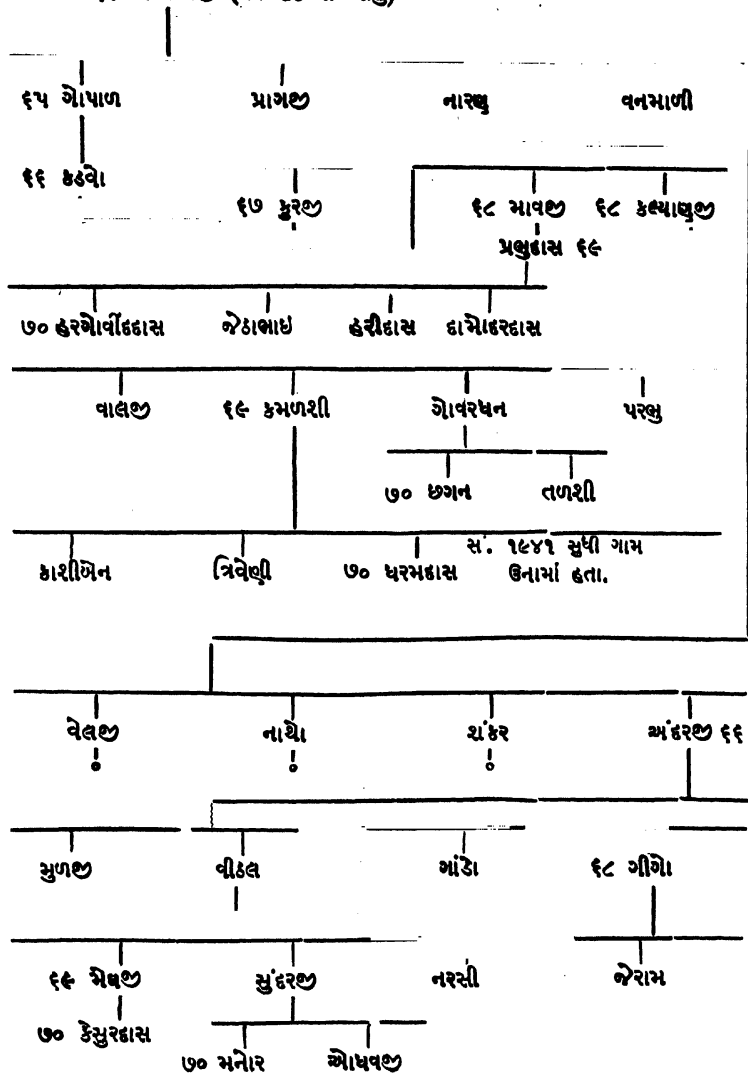 ૬૫ ગોપાળ પ્રાગજી નારણ વનમાળી
૬૬ કડવો
૬૭ કુરજી ૬૮ માવજી ૬૮ કલ્યાણજી
પ્રભુદાસ ૬૯
૭૦ હરગોવીંદદાસ જેઠાભાઇ હરીદાસ દામોદરદાસ
વાલજી ૬૯ કમળશી ગોવરધન પરભુ
૭૦ છગન તળશી
કાશીબેન ત્રિવેણી ૭૦ ધરમદાસ સં. ૧૯૪૧ સુધી ગામ
ઉનામાં હતા.
વેલજી નાથો શંકર અંદરજી ૬૬
મુળજી વીઠલ ગાંડો ૬૮ ગીગો
૬૯ મેઘજી સુંદરજી નરસી જેરામ
૭૦ કેસુરદાસ
૭૦ મનોર ઓધવજી